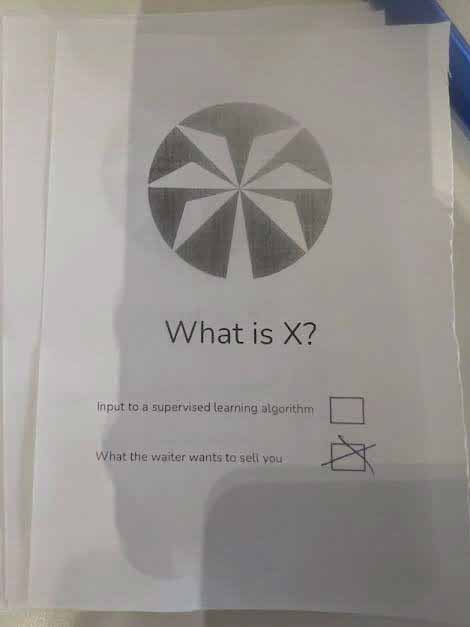 What is X?
Input to a supervised learning algorithm
What the waiter wants to sell you